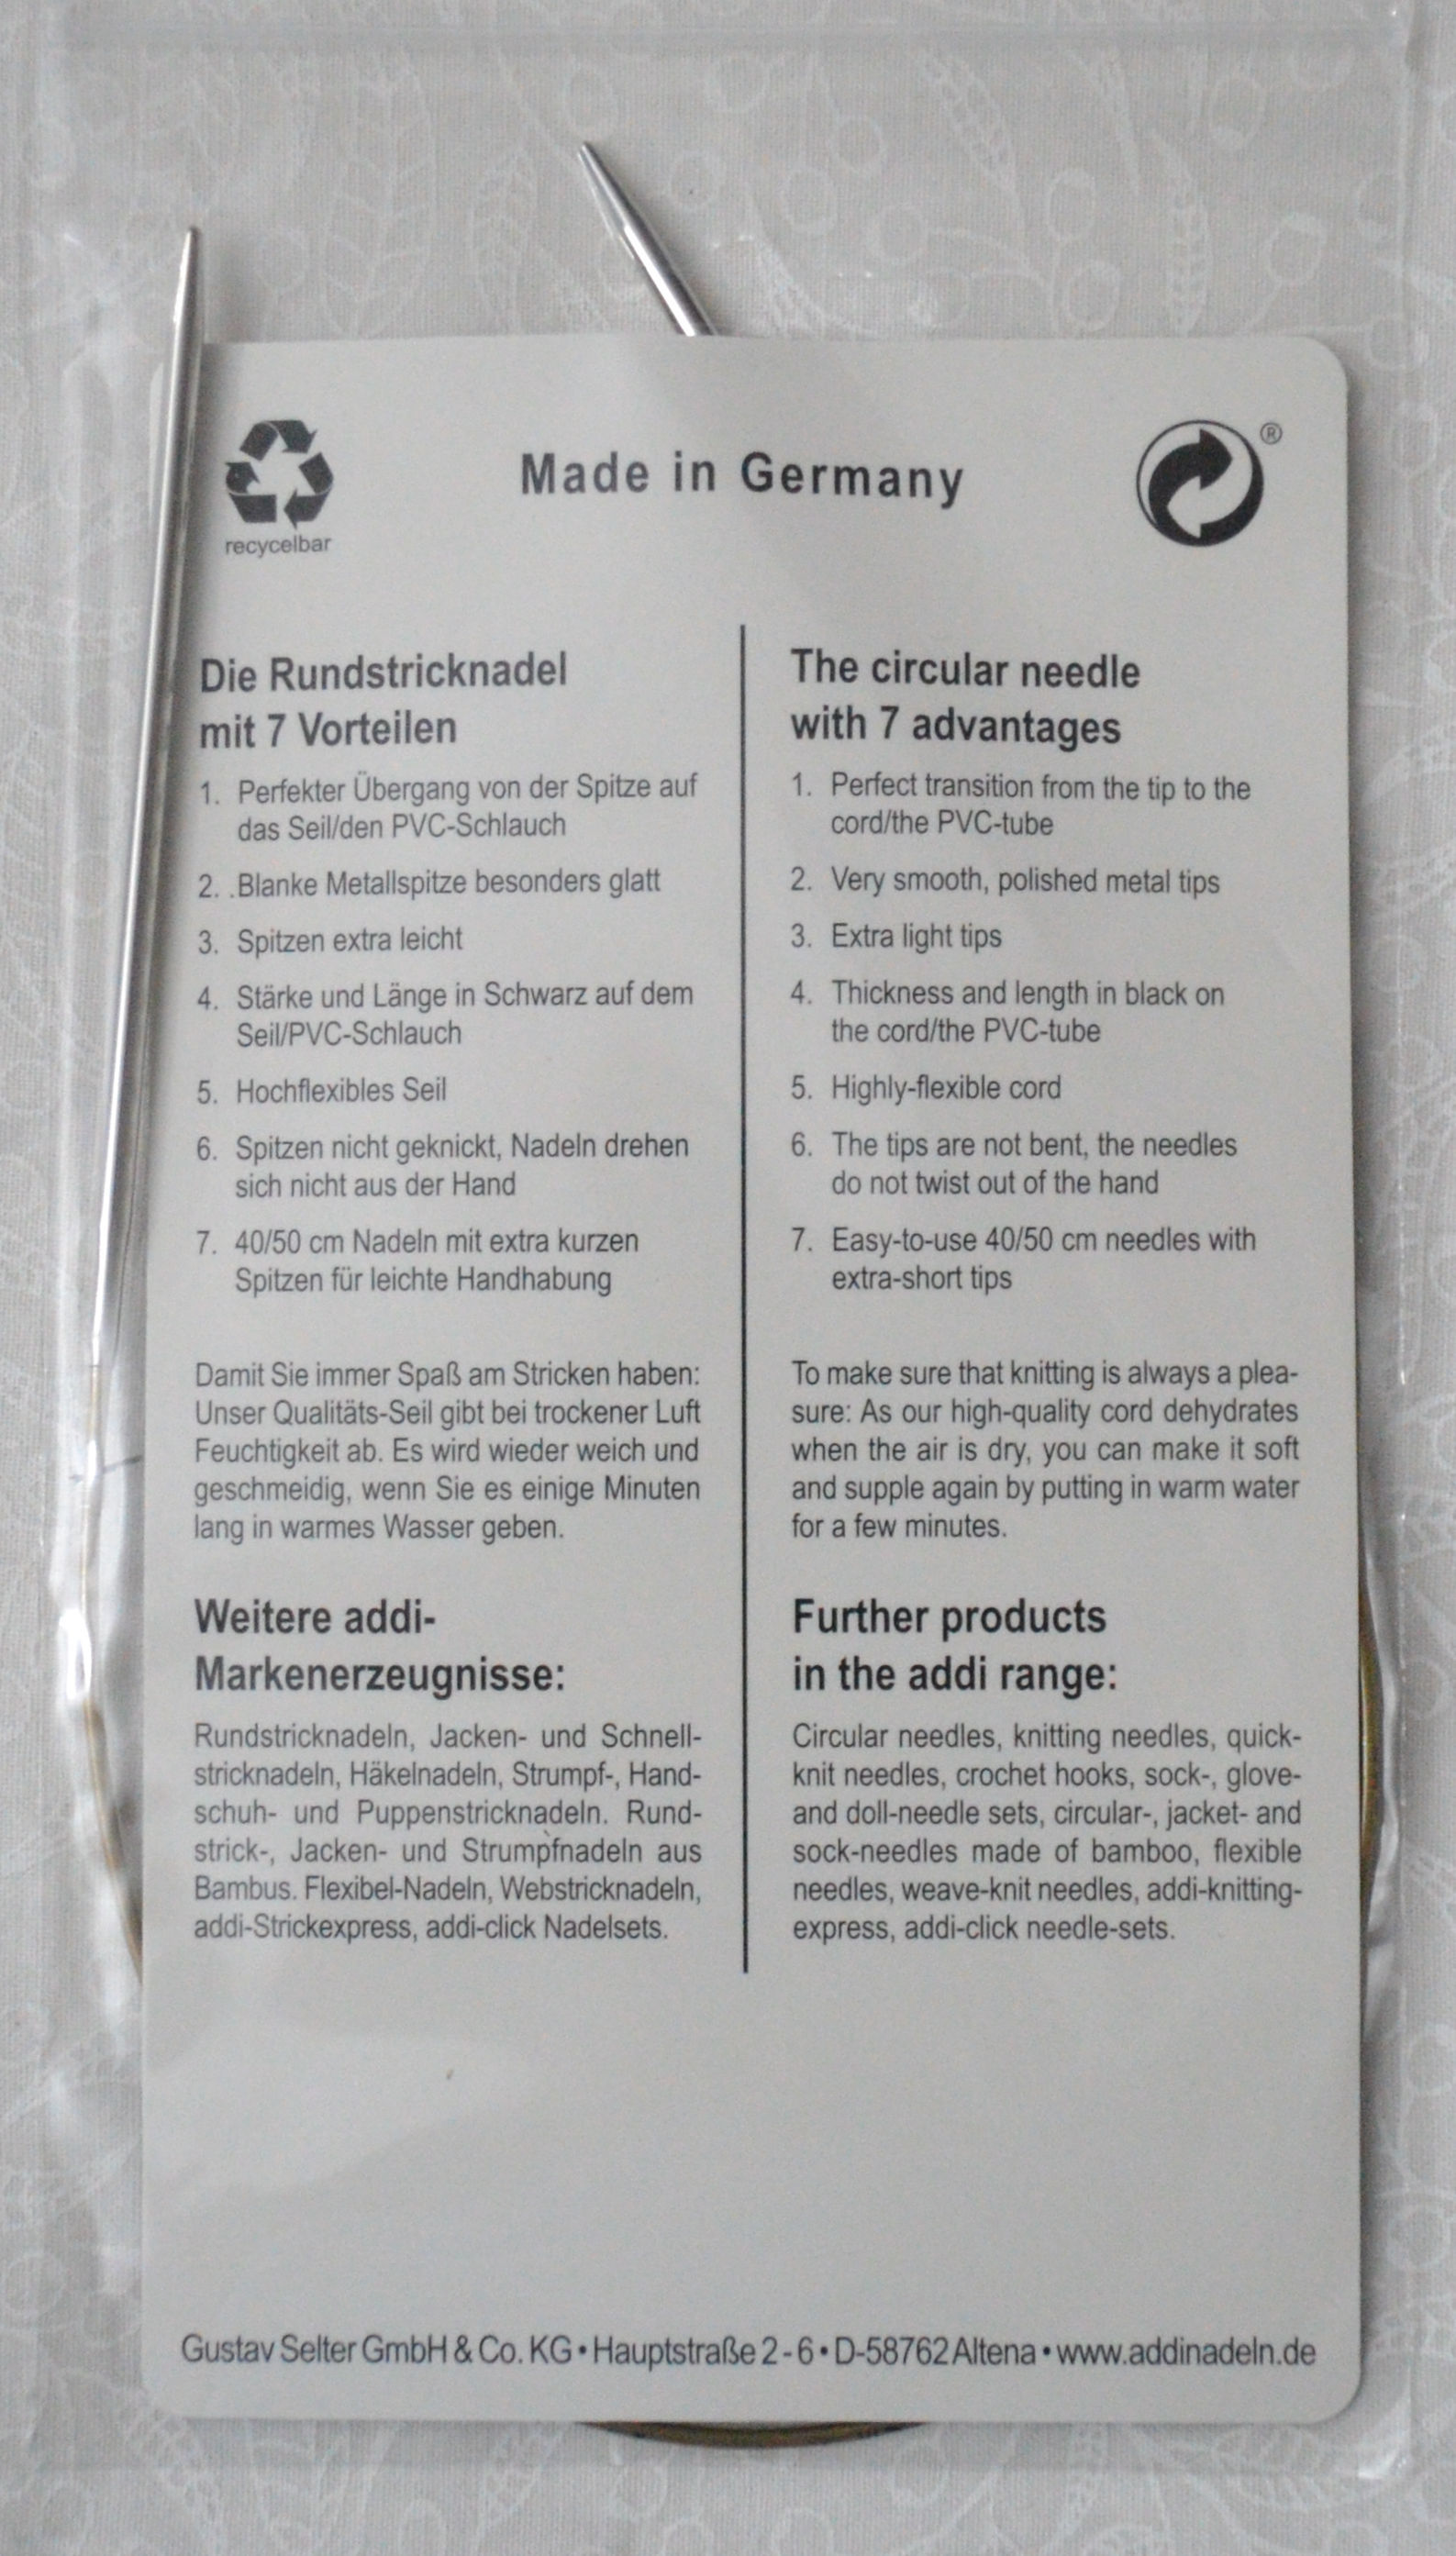 Made in Germany
®
recycelbar
Die Rundstricknadel
mit 7 Vorteilen
1. Perfekter Übergang von der Spitze auf
das Seil/den PVC-Schlauch
2. Blanke Metallspitze besonders glatt
3. Spitzen extra leicht
4. Stärke und Länge in Schwarz auf dem
Seil/PVC-Schlauch
5. Hochflexibles Seil
6. Spitzen nicht geknickt, Nadeln drehen
sich nicht aus der Hand
7. 40/50 cm Nadeln mit extra kurzen
Spitzen für leichte Handhabung
Damit Sie immer Spaß am Stricken haben:
Unser Qualitäts-Seil gibt bei trockener Luft
Feuchtigkeit ab. Es wird wieder weich und
geschmeidig, wenn Sie es einige Minuten
lang in warmes Wasser geben.
Weitere addi-
Markenerzeugnisse:
Rundstricknadeln, Jacken- und Schnell-
stricknadeln, Häkelnadeln, Strumpf-, Hand-
schuh- und Puppenstricknadeln. Rund-
strick-, Jacken- und Strumpfnadeln aus
Bambus. Flexibel-Nadeln, Webstricknadeln,
addi-Strickexpress, addi-click Nadelsets.
The circular needle
with 7 advantages
1. Perfect transition from the tip to the
cord/the PVC-tube
2. Very smooth, polished metal tips
3. Extra light tips
4. Thickness and length in black on
the cord/the PVC-tube
5. Highly-flexible cord
6. The tips are not bent, the needles
do not twist out of the hand
7. Easy-to-use 40/50 cm needles with
extra-short tips
To make sure that knitting is always a plea-
sure: As our high-quality cord dehydrates
when the air is dry, you can make it soft
and supple again by putting in warm water
for a few minutes.
Further products
in the addi range:
Circular needles, knitting needles, quick-
knit needles, crochet hooks, sock-, glove-
and doll-needle sets, circular-, jacket- and
sock-needles made of bamboo, flexible
needles, weave-knit needles, addi-knitting-
express, addi-click needle-sets.
Gustav Selter GmbH & Co. KG • Hauptstraße 2 - 6 • D-58762 Altena • www.addinadeln.de